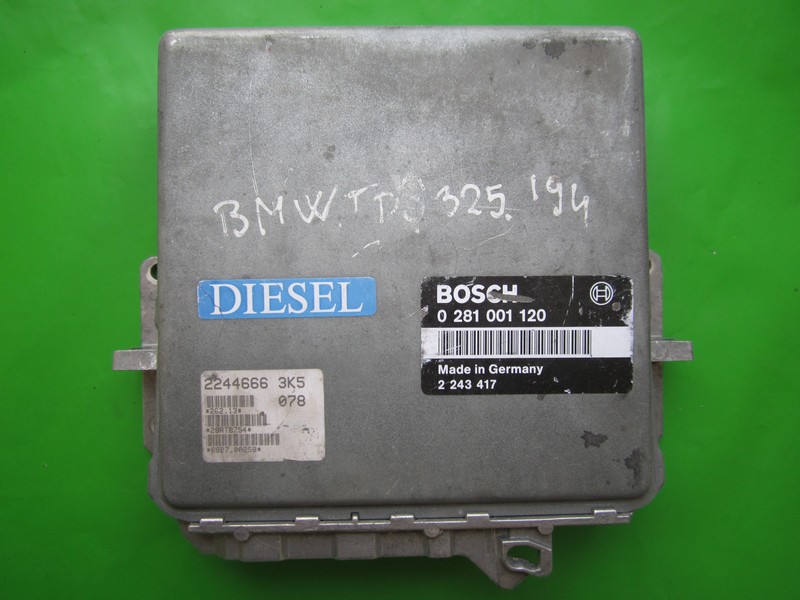 BMW. TDS 325. '94
DIESEL
BOSCH
0 281 001 120
Made in Germany
2 243 417
2244666 3K5
078
*28RTB754*